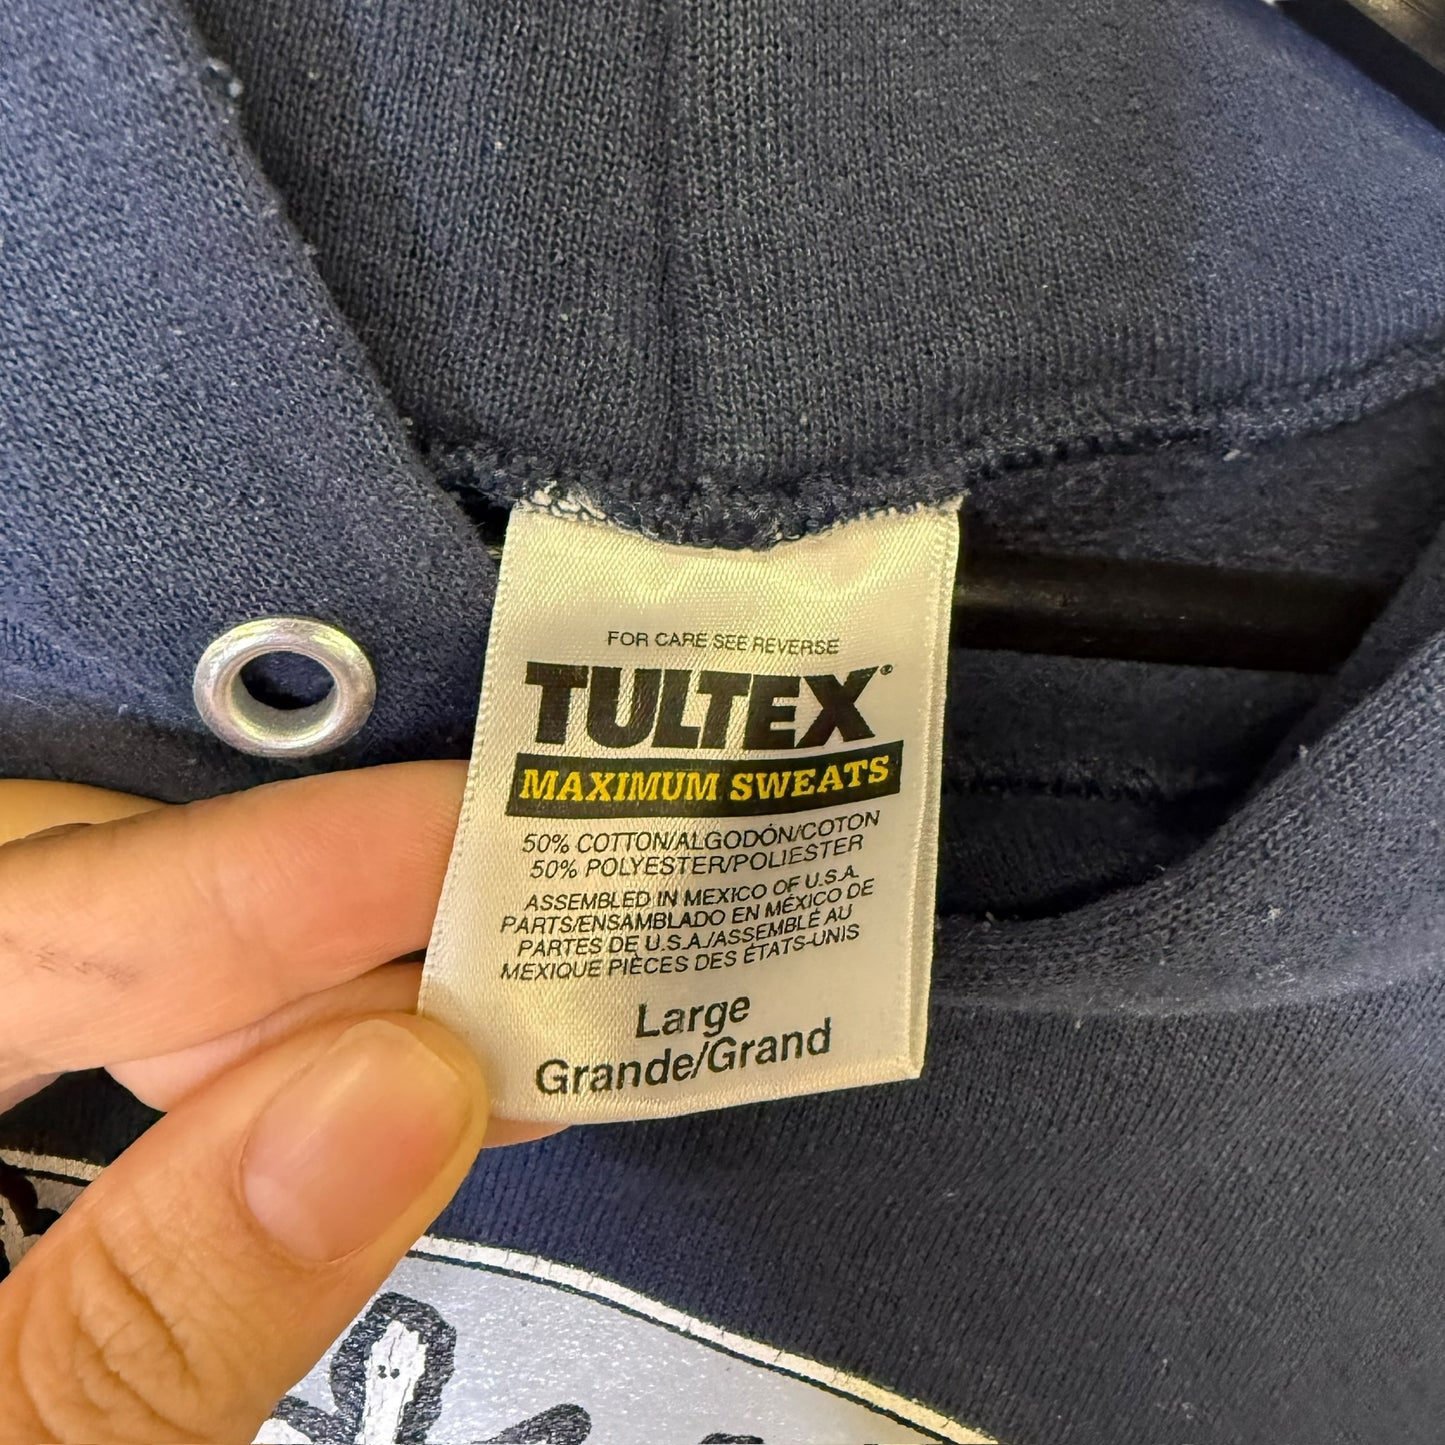 FOR CARE SEE REVERSE
TULTEX®
MAXIMUM SWEATS
50% COTTON/ALGODÓN/COTON
50% POLYESTER/POLIESTER
ASSEMBLED IN MEXICO OF U.S.A.
PARTS/ENSAMBLADO EN MÉXICO DE
PARTES DE U.S.A./ASSEMBLÉ AU
MEXIQUE PIÈCES DES ÉTATS-UNIS
Large
Grande/Grand